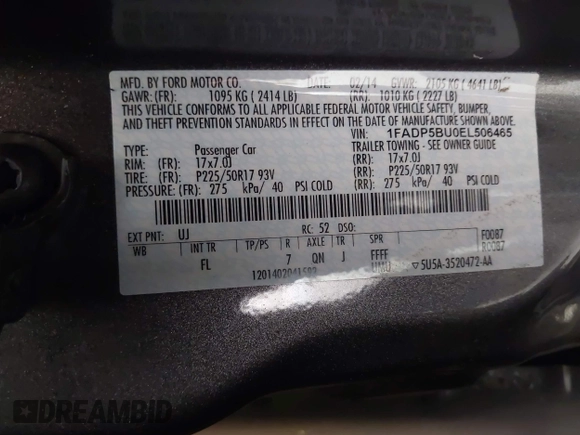 MFD. BY FORD MOTOR CO. DATE: 02/14 GVWR: 2105 KG ( 4641 LB)
GAWR: (FR): 1095 KG ( 2414 LB) (RR): 1010 KG ( 2227 LB)
THIS VEHICLE CONFORMS TO ALL APPLICABLE FEDERAL MOTOR VEHICLE SAFETY, BUMPER,
AND THEFT PREVENTION STANDARDS IN EFFECT ON THE DATE OF MANUFACTURE SHOWN ABOVE.
VIN: 1FADP5BU0EL506465
TYPE: Passenger Car TRAILER TOWING - SEE OWNER GUIDE
RIM: (FR): 17x7.0J (RR): 17x7.0J
TIRE: (FR): P225/50R17 93V (RR): P225/50R17 93V
PRESSURE: (FR): 275 kPa/ 40 PSI COLD (RR): 275 kPa/ 40 PSI COLD
EXT PNT: UJ RC: 52 DSO: F0087
WB INT TR TP/PS R AXLE TR SPR R0087
FL 7 QN J FFFF
1201402041582 UMU ▽ 5U5A-3520472-AA
DREAMBID